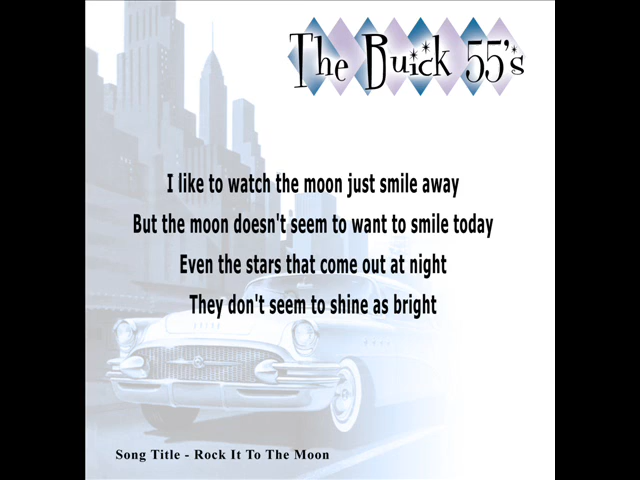 The Buick 55's
I like to watch the moon just smile away
But the moon doesn't seem to want to smile today
Even the stars that come out at night
They don't seem to shine as bright
Song Title - Rock It To The Moon